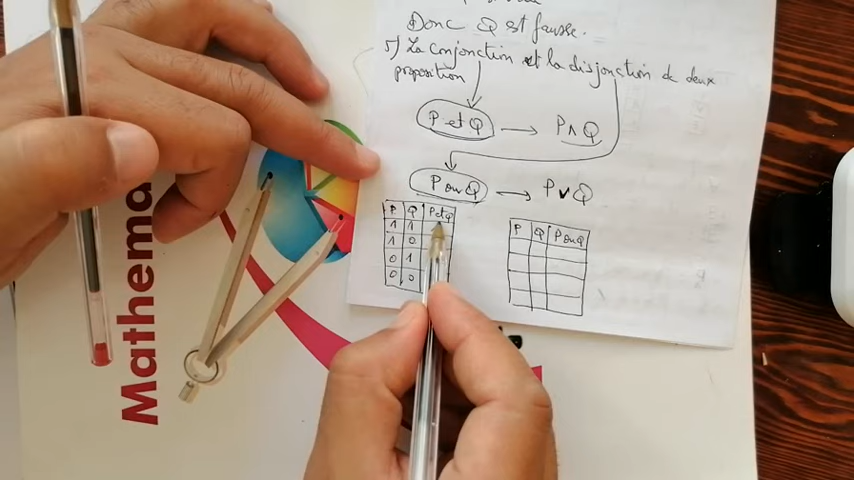 Donc Q est fausse.
5) La conjonction et la disjonction de deux
proposition
P et Q → P ∧ Q
P ou Q → P ∨ Q
P Q P et Q
1 1
1 0
0 1
0 0
P Q P ou Q
Mathéma